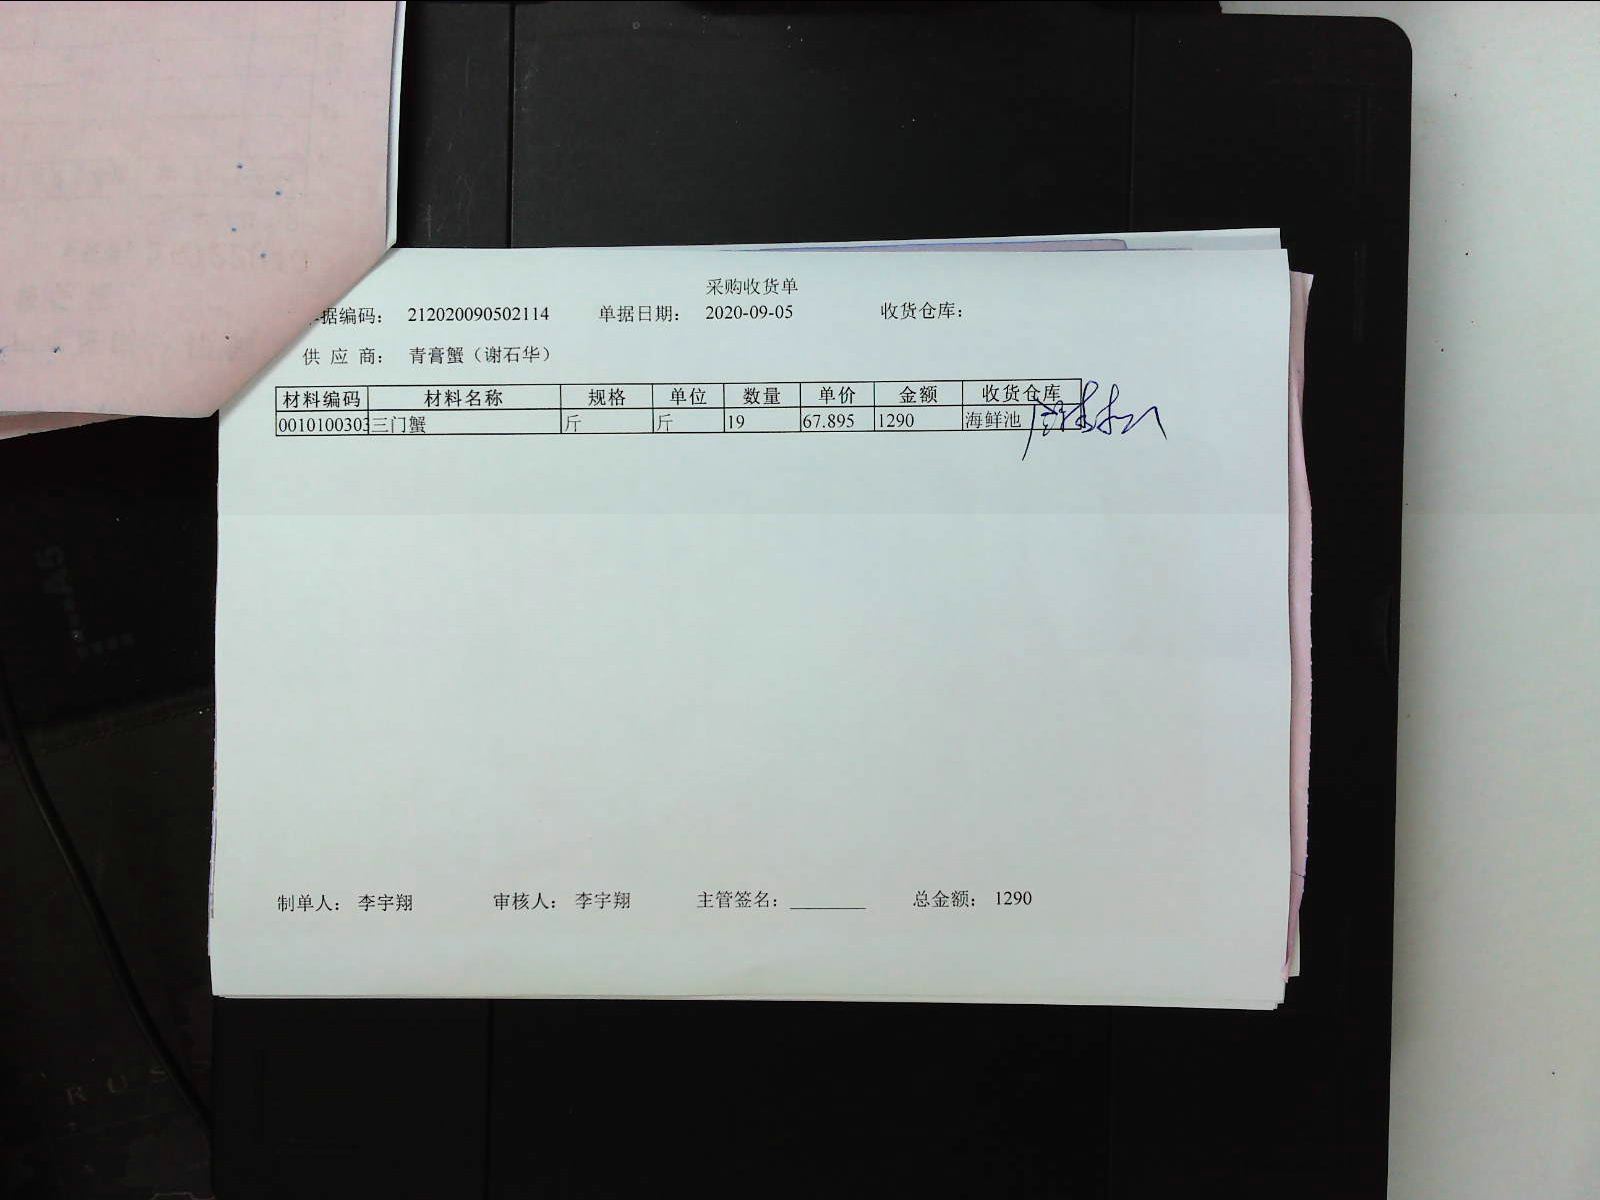 采购收货单
据编码： 212020090502114 单据日期： 2020-09-05 收货仓库：
供 应 商： 青膏蟹（谢石华）
材料编码 材料名称 规格 单位 数量 单价 金额 收货仓库
0010100303 三门蟹 斤 斤 19 67.895 1290 海鲜池
制单人： 李宇翔 审核人： 李宇翔 主管签名：________ 总金额： 1290